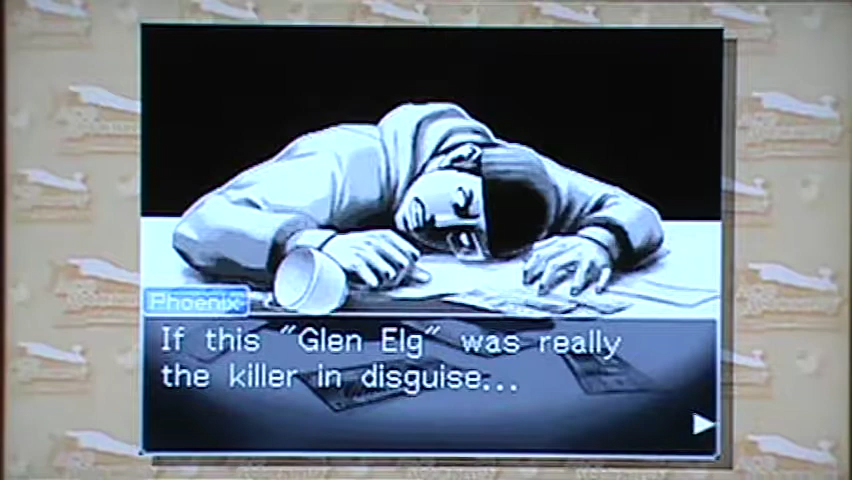 Phoenix
If this "Glen Elg" was really
the killer in disguise...